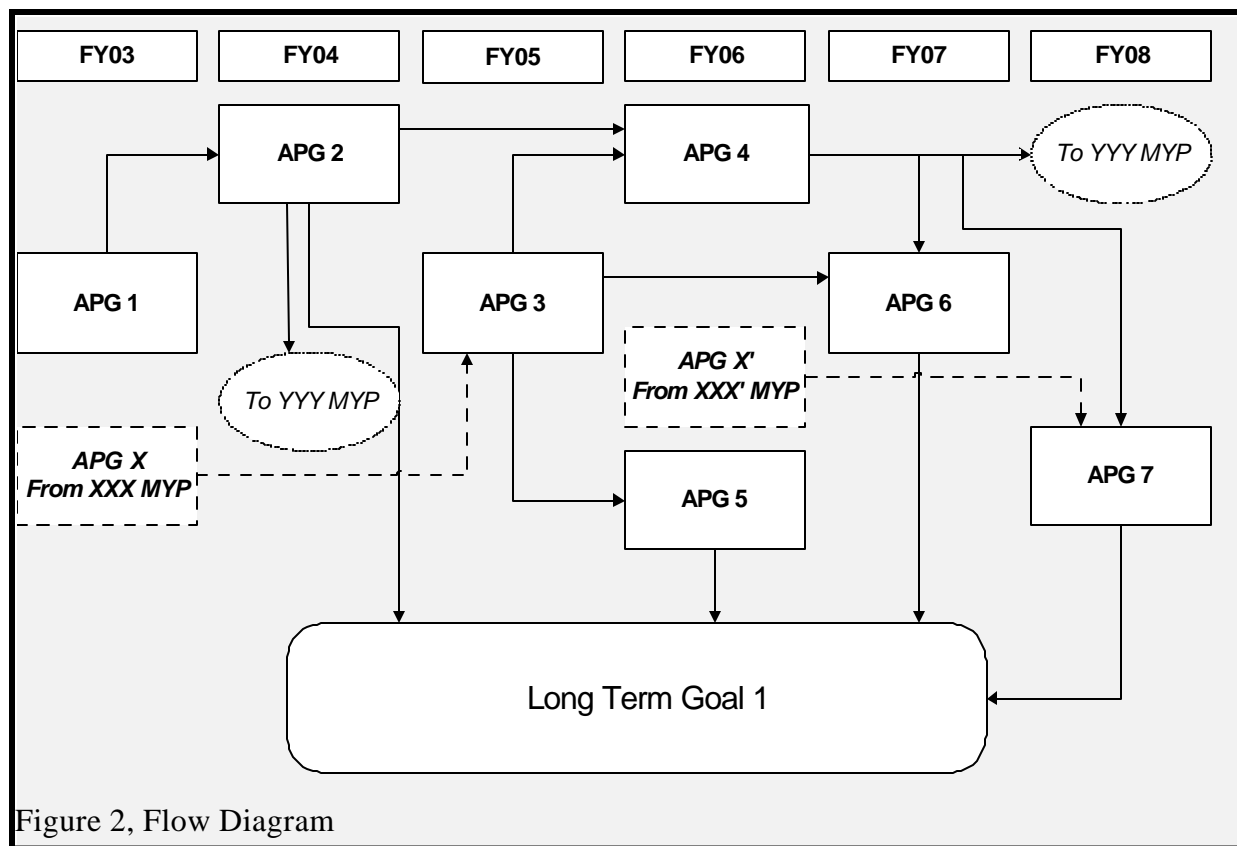 FY03
FY04
FY05
FY06
FY07
FY08
APG 2
APG 4
To YYY MYP
APG 1
APG 3
APG 6
APG X'
From XXX' MYP
To YYY MYP
APG X
From XXX MYP
APG 5
APG 7
Long Term Goal 1
Figure 2, Flow Diagram